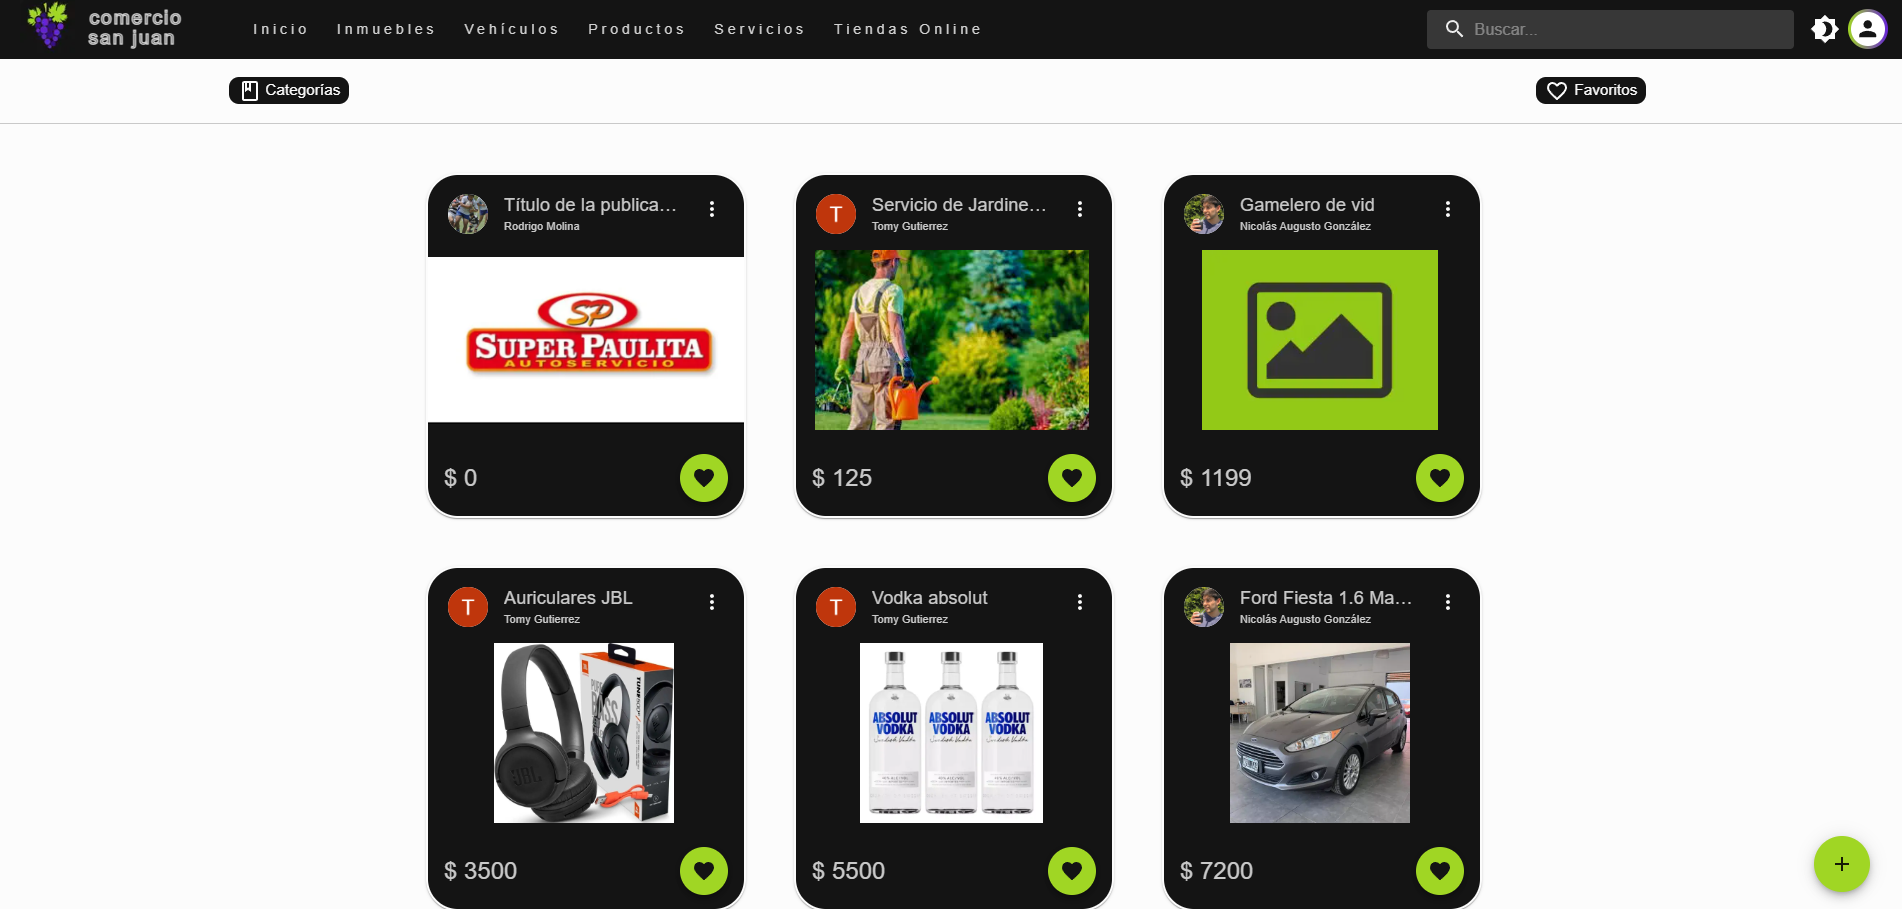 comercio
san juan
Inicio
Inmuebles
Vehículos
Productos
Servicios
Tiendas Online
Buscar...
Categorías
Favoritos
Título de la publica...
Rodrigo Molina
SP
SUPER PAULITA
AUTOSERVICIO
$ 0
T
Servicio de Jardine...
Tomy Gutierrez
$ 125
Gamelero de vid
Nicolás Augusto González
$ 1199
T
Auriculares JBL
Tomy Gutierrez
JBL
$ 3500
T
Vodka absolut
Tomy Gutierrez
ABSOLUT
VODKA
ABSOLUT
VODKA
ABSOLUT
VODKA
$ 5500
Ford Fiesta 1.6 Ma...
Nicolás Augusto González
$ 7200